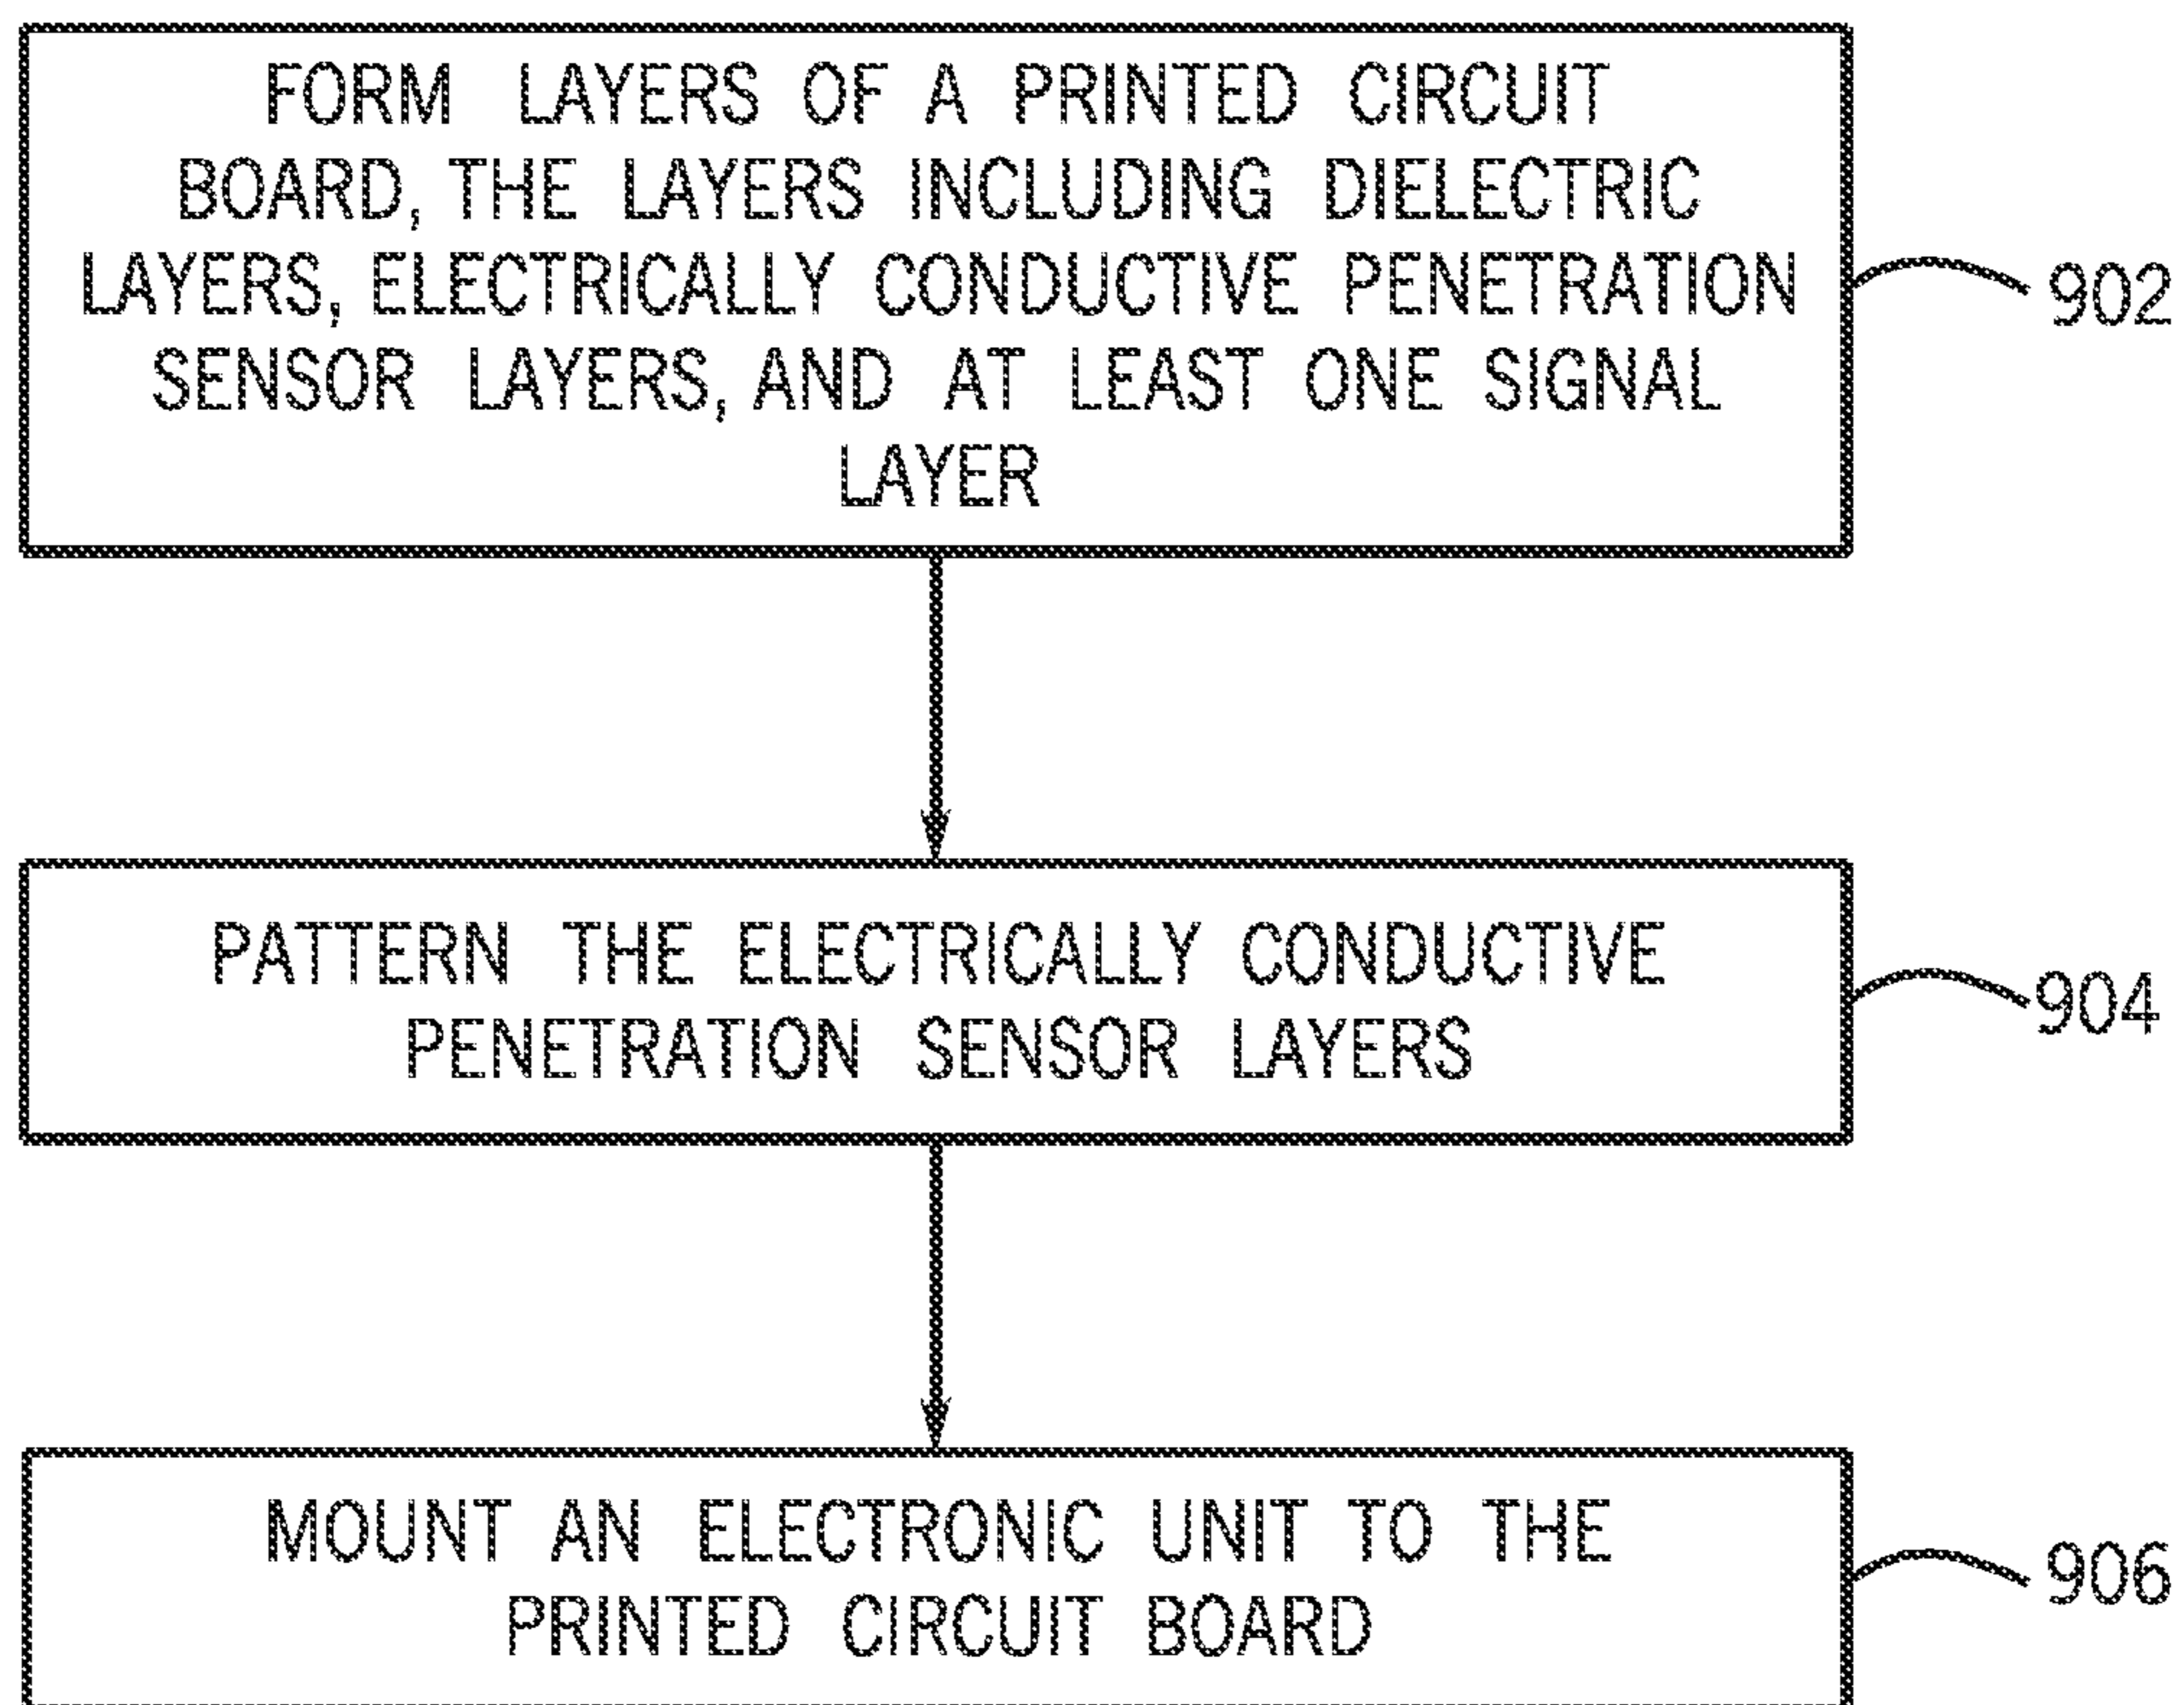 FORM LAYERS OF A PRINTED CIRCUIT
BOARD, THE LAYERS INCLUDING DIELECTRIC
LAYERS, ELECTRICALLY CONDUCTIVE PENETRATION
SENSOR LAYERS, AND AT LEAST ONE SIGNAL
LAYER
902
PATTERN THE ELECTRICALLY CONDUCTIVE
PENETRATION SENSOR LAYERS
904
MOUNT AN ELECTRONIC UNIT TO THE
PRINTED CIRCUIT BOARD
906